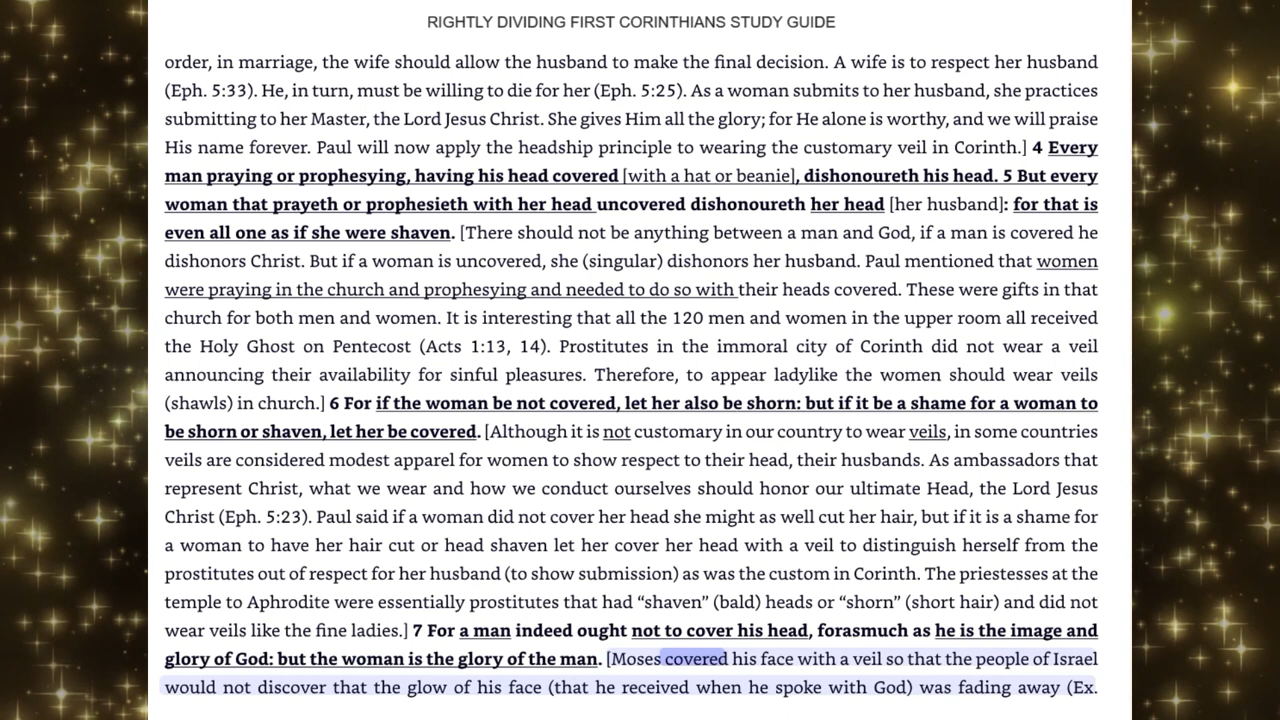 RIGHTLY DIVIDING FIRST CORINTHIANS STUDY GUIDE
order, in marriage, the wife should allow the husband to make the final decision. A wife is to respect her husband
(Eph. 5:33). He, in turn, must be willing to die for her (Eph. 5:25). As a woman submits to her husband, she practices
submitting to her Master, the Lord Jesus Christ. She gives Him all the glory; for He alone is worthy, and we will praise
His name forever. Paul will now apply the headship principle to wearing the customary veil in Corinth.] 4 Every
man praying or prophesying, having his head covered [with a hat or beanie], dishonoureth his head. 5 But every
woman that prayeth or prophesieth with her head uncovered dishonoureth her head [her husband]: for that is
even all one as if she were shaven. [There should not be anything between a man and God, if a man is covered he
dishonors Christ. But if a woman is uncovered, she (singular) dishonors her husband. Paul mentioned that women
were praying in the church and prophesying and needed to do so with their heads covered. These were gifts in that
church for both men and women. It is interesting that all the 120 men and women in the upper room all received
the Holy Ghost on Pentecost (Acts 1:13, 14). Prostitutes in the immoral city of Corinth did not wear a veil
announcing their availability for sinful pleasures. Therefore, to appear ladylike the women should wear veils
(shawls) in church.] 6 For if the woman be not covered, let her also be shorn: but if it be a shame for a woman to
be shorn or shaven, let her be covered. [Although it is not customary in our country to wear veils, in some countries
veils are considered modest apparel for women to show respect to their head, their husbands. As ambassadors that
represent Christ, what we wear and how we conduct ourselves should honor our ultimate Head, the Lord Jesus
Christ (Eph. 5:23). Paul said if a woman did not cover her head she might as well cut her hair, but if it is a shame for
a woman to have her hair cut or head shaven let her cover her head with a veil to distinguish herself from the
prostitutes out of respect for her husband (to show submission) as was the custom in Corinth. The priestesses at the
temple to Aphrodite were essentially prostitutes that had “shaven” (bald) heads or “shorn” (short hair) and did not
wear veils like the fine ladies.] 7 For a man indeed ought not to cover his head, forasmuch as he is the image and
glory of God: but the woman is the glory of the man. [Moses covered his face with a veil so that the people of Israel
would not discover that the glow of his face (that he received when he spoke with God) was fading away (Ex.